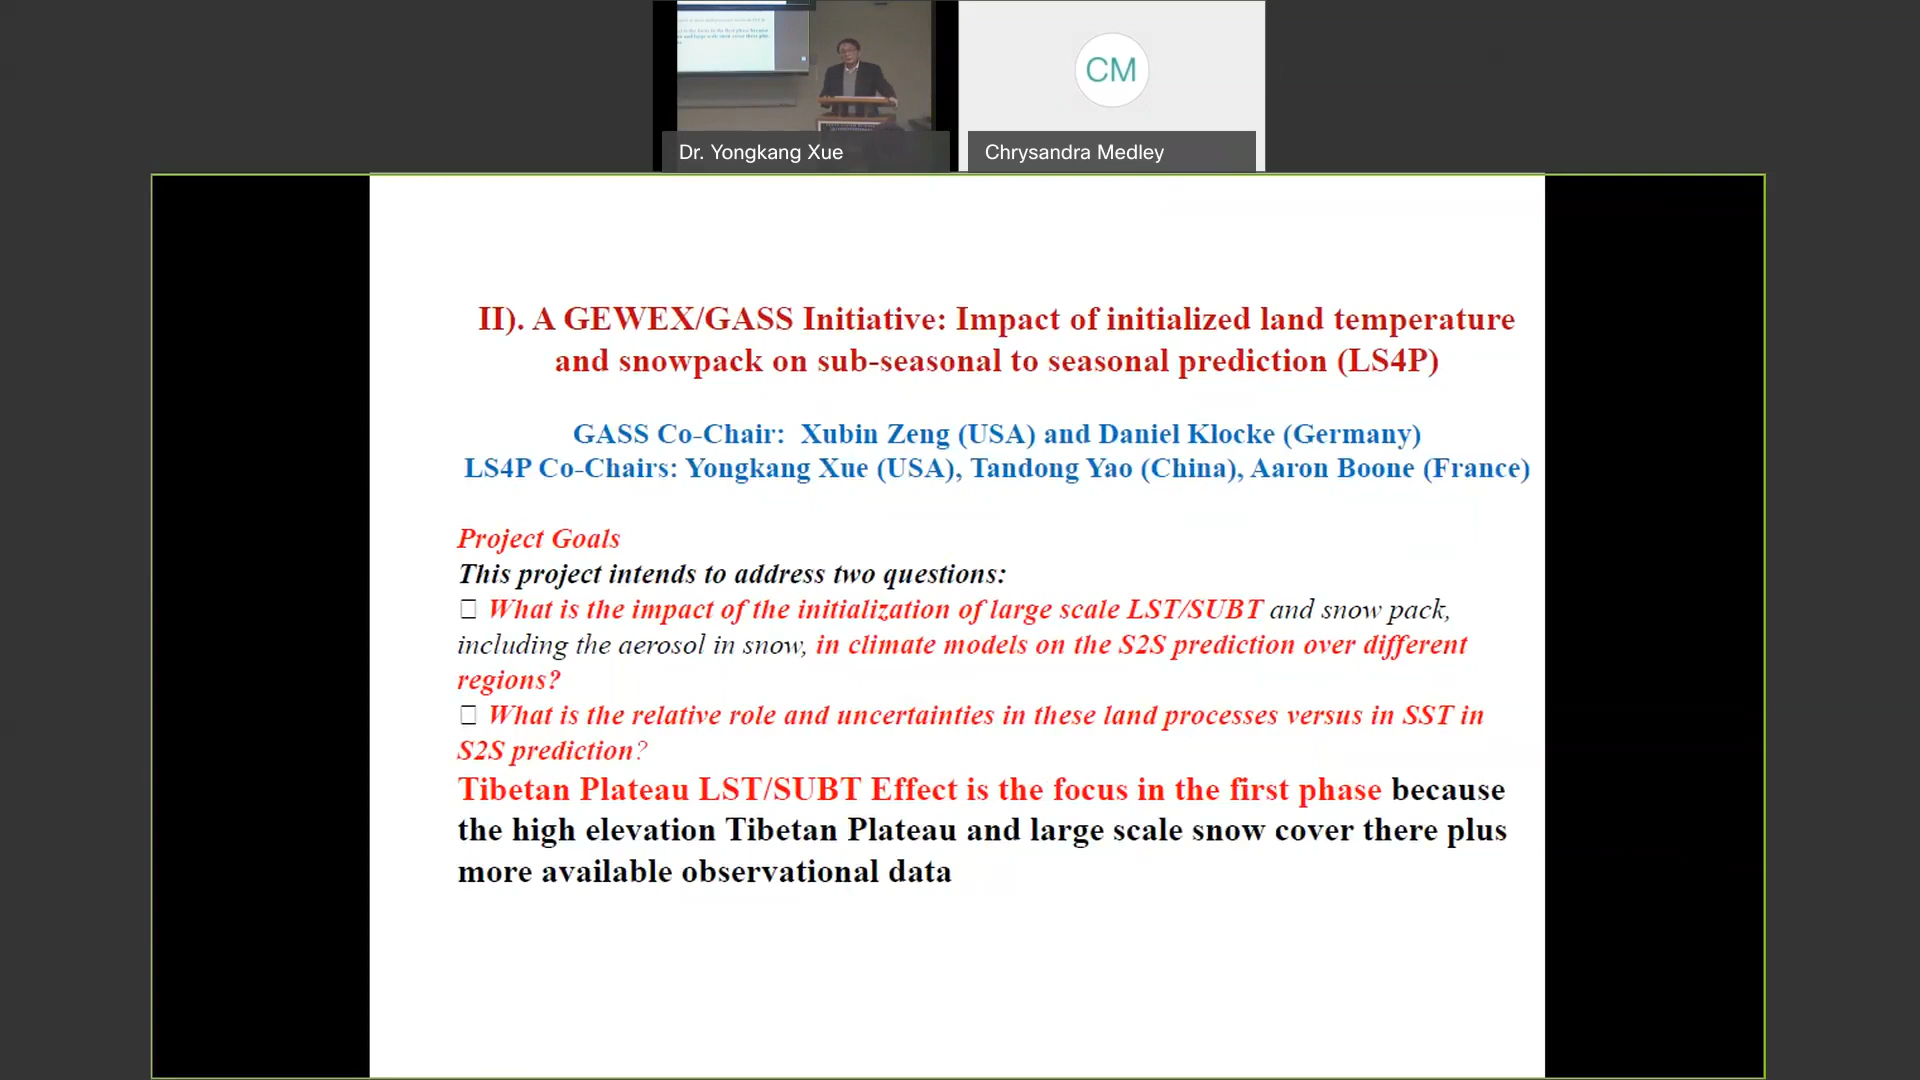 CM
Dr. Yongkang Xue
Chrysandra Medley
II). A GEWEX/GASS Initiative: Impact of initialized land temperature
and snowpack on sub-seasonal to seasonal prediction (LS4P)
GASS Co-Chair: Xubin Zeng (USA) and Daniel Klocke (Germany)
LS4P Co-Chairs: Yongkang Xue (USA), Tandong Yao (China), Aaron Boone (France)
Project Goals
This project intends to address two questions:
What is the impact of the initialization of large scale LST/SUBT and snow pack,
including the aerosol in snow, in climate models on the S2S prediction over different
regions?
What is the relative role and uncertainties in these land processes versus in SST in
S2S prediction?
Tibetan Plateau LST/SUBT Effect is the focus in the first phase because
the high elevation Tibetan Plateau and large scale snow cover there plus
more available observational data